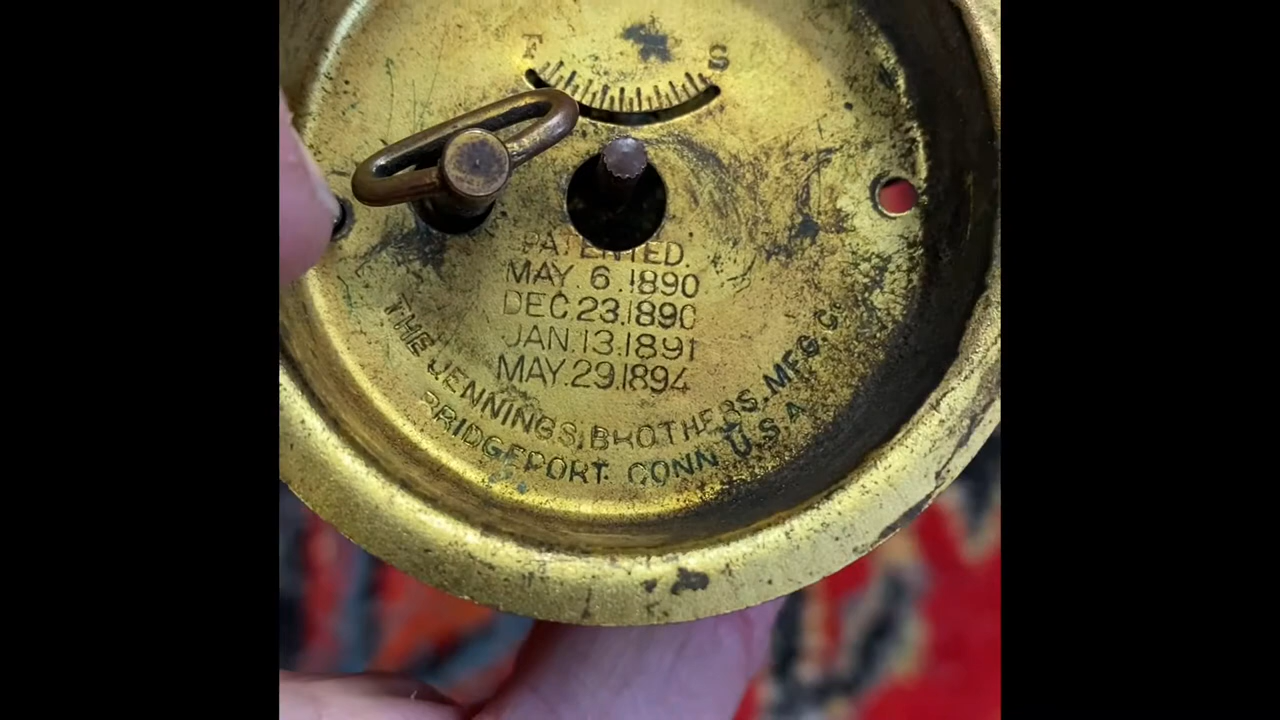 F S
PATENTED.
MAY. 6. 1890
DEC. 23. 1890
JAN. 13. 1891
MAY. 29. 1894
THE JENNINGS BROTHERS. MFG. Co.
BRIDGEPORT. CONN. U.S.A.